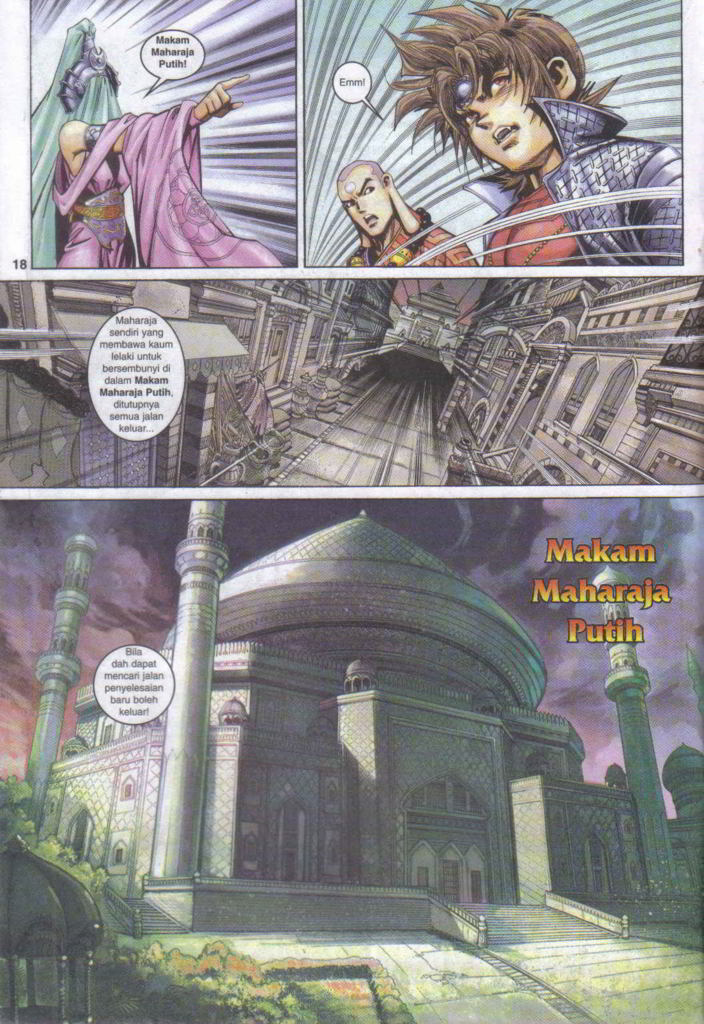 Makam
Maharaja
Putih!
Emm!
18
Maharaja
sendiri yang
membawa kaum
lelaki untuk
bersembunyi di
dalam Makam
Maharaja Putih,
ditutupnya
semua jalan
keluar...
Makam
Maharaja
Putih
Bila
dah dapat
mencari jalan
penyelesaian
baru boleh
keluar!